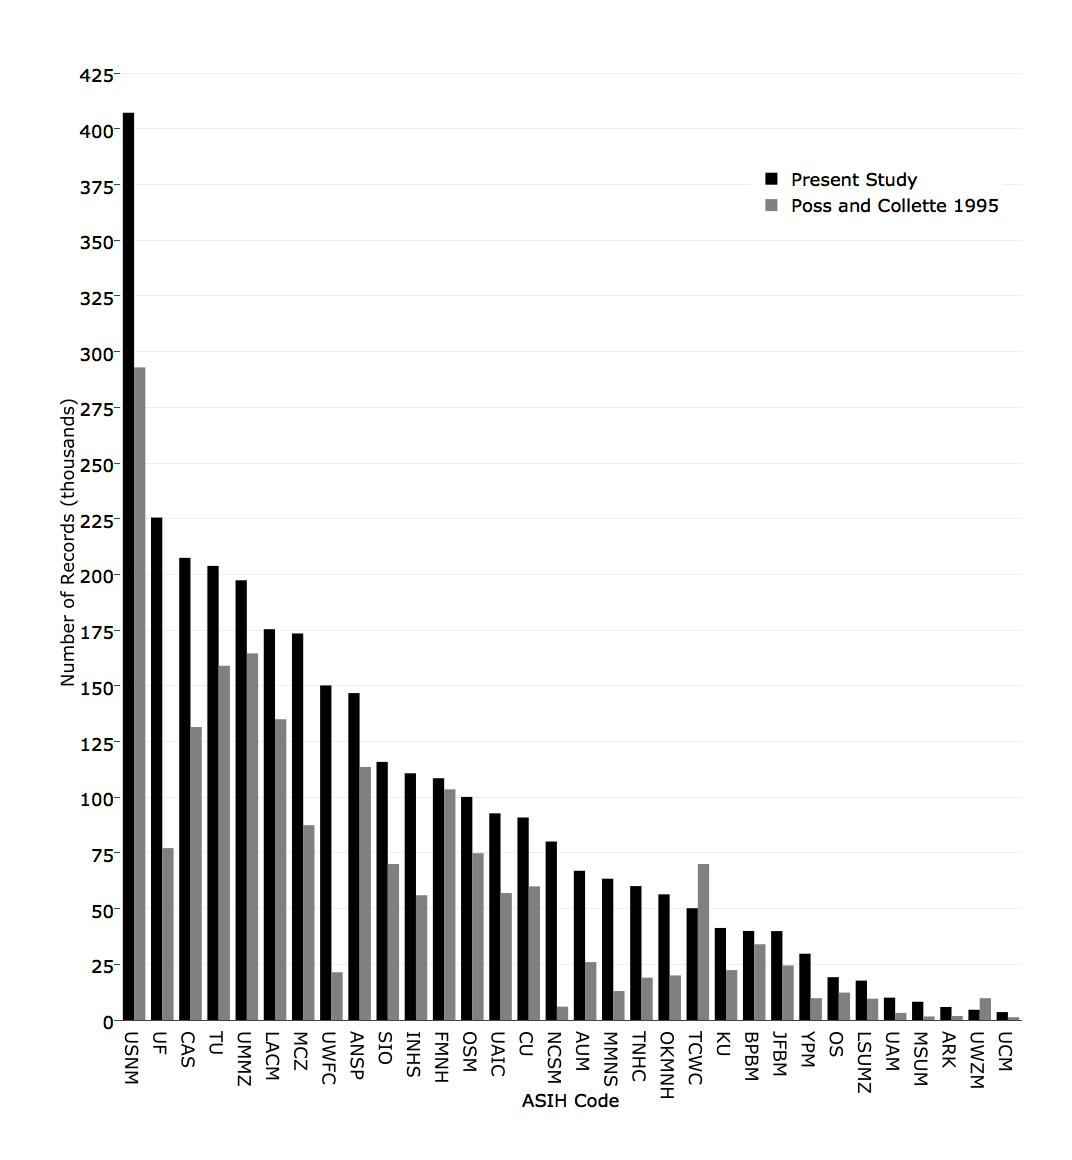 425
400
375
350
325
300
275
250
225
200
175
150
125
100
75
50
25
0
Number of Records (thousands)
Present Study
Poss and Collette 1995
USNM
UF
CAS
TU
UMMZ
LACM
MCZ
UWFC
ANSP
SIO
INHS
FMNH
OSM
UAIC
CU
NCSM
AUM
MMNS
TNHC
OKMNH
TCWC
KU
BPBM
JFBM
YPM
OS
LSUMZ
UAM
MSUM
ARK
UWZM
UCM
ASIH Code